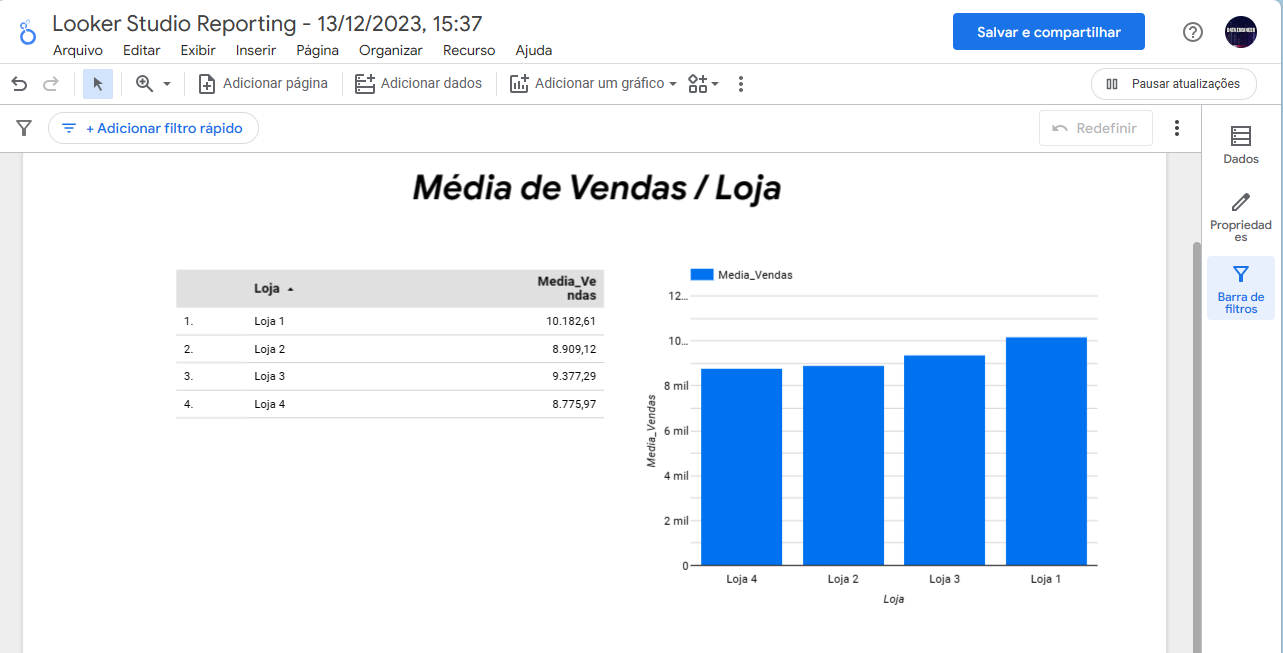 Looker Studio Reporting - 13/12/2023, 15:37
Arquivo Editar Exibir Inserir Página Organizar Recurso Ajuda
Salvar e compartilhar
Adicionar página
Adicionar dados
Adicionar um gráfico
Pausar atualizações
+ Adicionar filtro rápido
Redefinir
Dados
Propriedad
es
Barra de
filtros
Média de Vendas / Loja
Loja Media_Ve
ndas
1. Loja 1 10.182,61
2. Loja 2 8.909,12
3. Loja 3 9.377,29
4. Loja 4 8.775,97
Media_Vendas
12...
10...
8 mil
6 mil
4 mil
2 mil
0
Media_Vendas
Loja 4 Loja 2 Loja 3 Loja 1
Loja